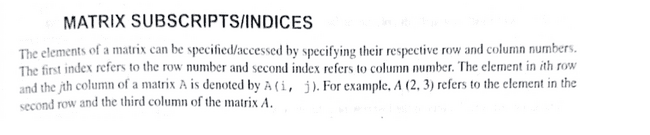 MATRIX SUBSCRIPTS/INDICES
The elements of a matrix can be specified/accessed by specifying their respective row and column numbers.
The first index refers to the row number and second index refers to column number. The element in ith row
and the jth column of a matrix A is denoted by A(i, j). For example, A (2, 3) refers to the element in the
second row and the third column of the matrix A.